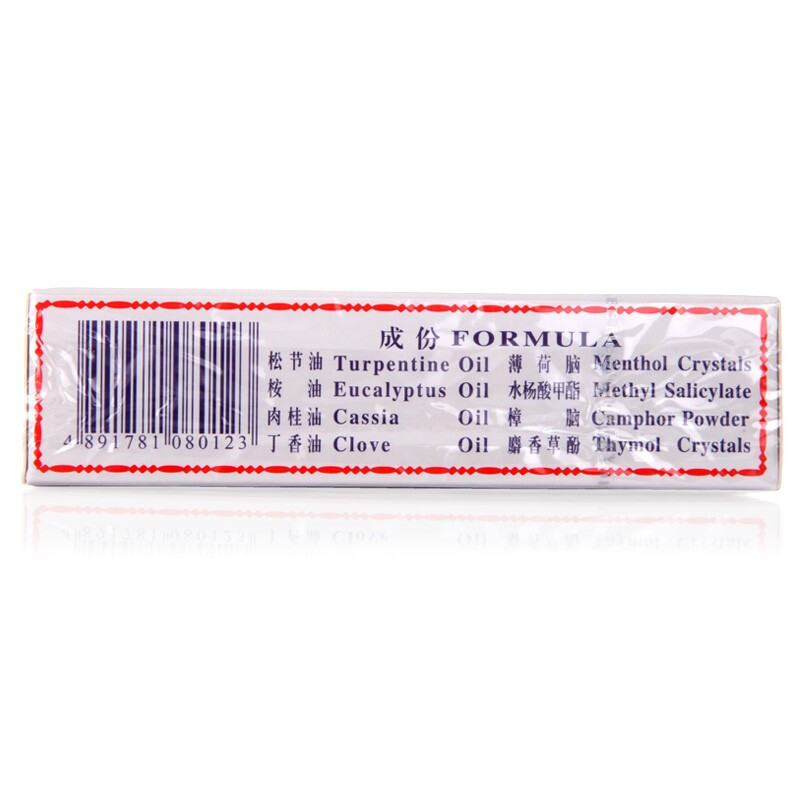 成份 FORMULA
松节油 Turpentine Oil 薄荷脑 Menthol Crystals
桉油 Eucalyptus Oil 水杨酸甲酯 Methyl Salicylate
肉桂油 Cassia Oil 樟脑 Camphor Powder
丁香油 Clove Oil 麝香草酚 Thymol Crystals
4 891781 080123